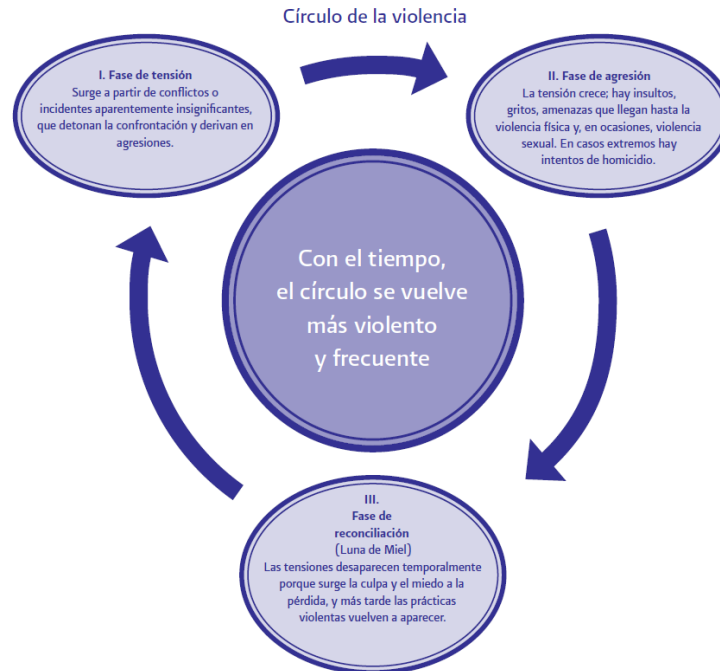 Círculo de la violencia
I. Fase de tensión
Surge a partir de conflictos o
incidentes aparentemente insignificantes,
que detonan la confrontación y derivan en
agresiones.
II. Fase de agresión
La tensión crece; hay insultos,
gritos, amenazas que llegan hasta la
violencia física y, en ocasiones, violencia
sexual. En casos extremos hay
intentos de homicidio.
Con el tiempo,
el círculo se vuelve
más violento
y frecuente
III.
Fase de
reconciliación
(Luna de Miel)
Las tensiones desaparecen temporalmente
porque surge la culpa y el miedo a la
pérdida, y más tarde las prácticas
violentas vuelven a aparecer.